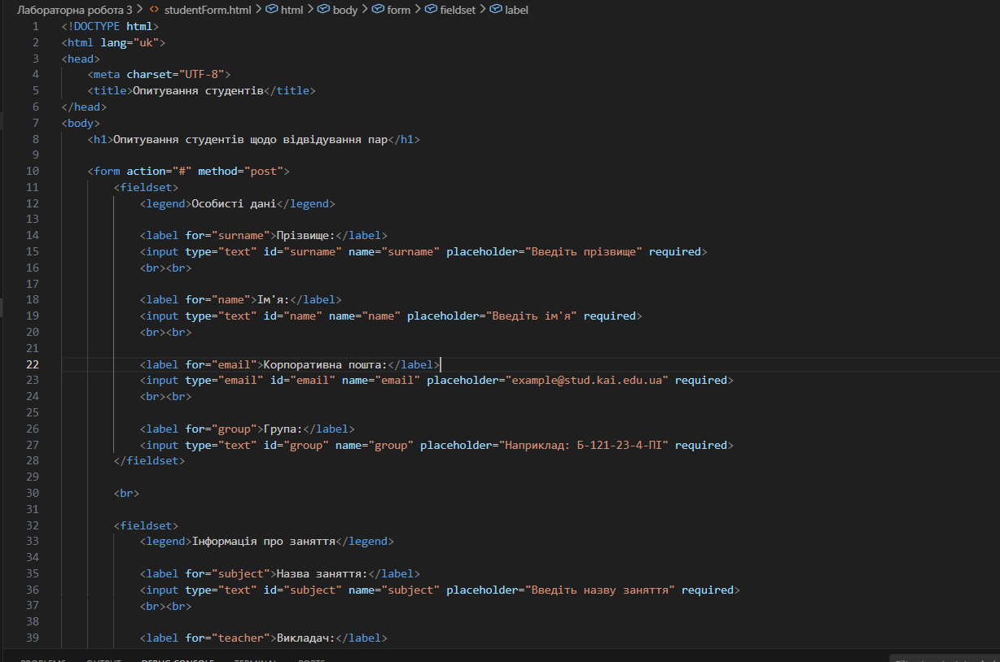 Лабораторна робота 3 > <> studentForm.html > html > body > form > fieldset > label
1 <!DOCTYPE html>
2 <html lang="uk">
3 <head>
4 <meta charset="UTF-8">
5 <title>Опитування студентів</title>
6 </head>
7 <body>
8 <h1>Опитування студентів щодо відвідування пар</h1>
9
10 <form action="#" method="post">
11 <fieldset>
12 <legend>Особисті дані</legend>
13
14 <label for="surname">Прізвище:</label>
15 <input type="text" id="surname" name="surname" placeholder="Введіть прізвище" required>
16 <br><br>
17
18 <label for="name">Ім'я:</label>
19 <input type="text" id="name" name="name" placeholder="Введіть ім'я" required>
20 <br><br>
21
22 <label for="email">Корпоративна пошта:</label>
23 <input type="email" id="email" name="email" placeholder="example@stud.kai.edu.ua" required>
24 <br><br>
25
26 <label for="group">Група:</label>
27 <input type="text" id="group" name="group" placeholder="Наприклад: Б-121-23-4-ПІ" required>
28 </fieldset>
29
30 <br>
31
32 <fieldset>
33 <legend>Інформація про заняття</legend>
34
35 <label for="subject">Назва заняття:</label>
36 <input type="text" id="subject" name="subject" placeholder="Введіть назву заняття" required>
37 <br><br>
38
39 <label for="teacher">Викладач:</label>
PROBLEMS OUTPUT DEBUG CONSOLE TERMINAL PORTS